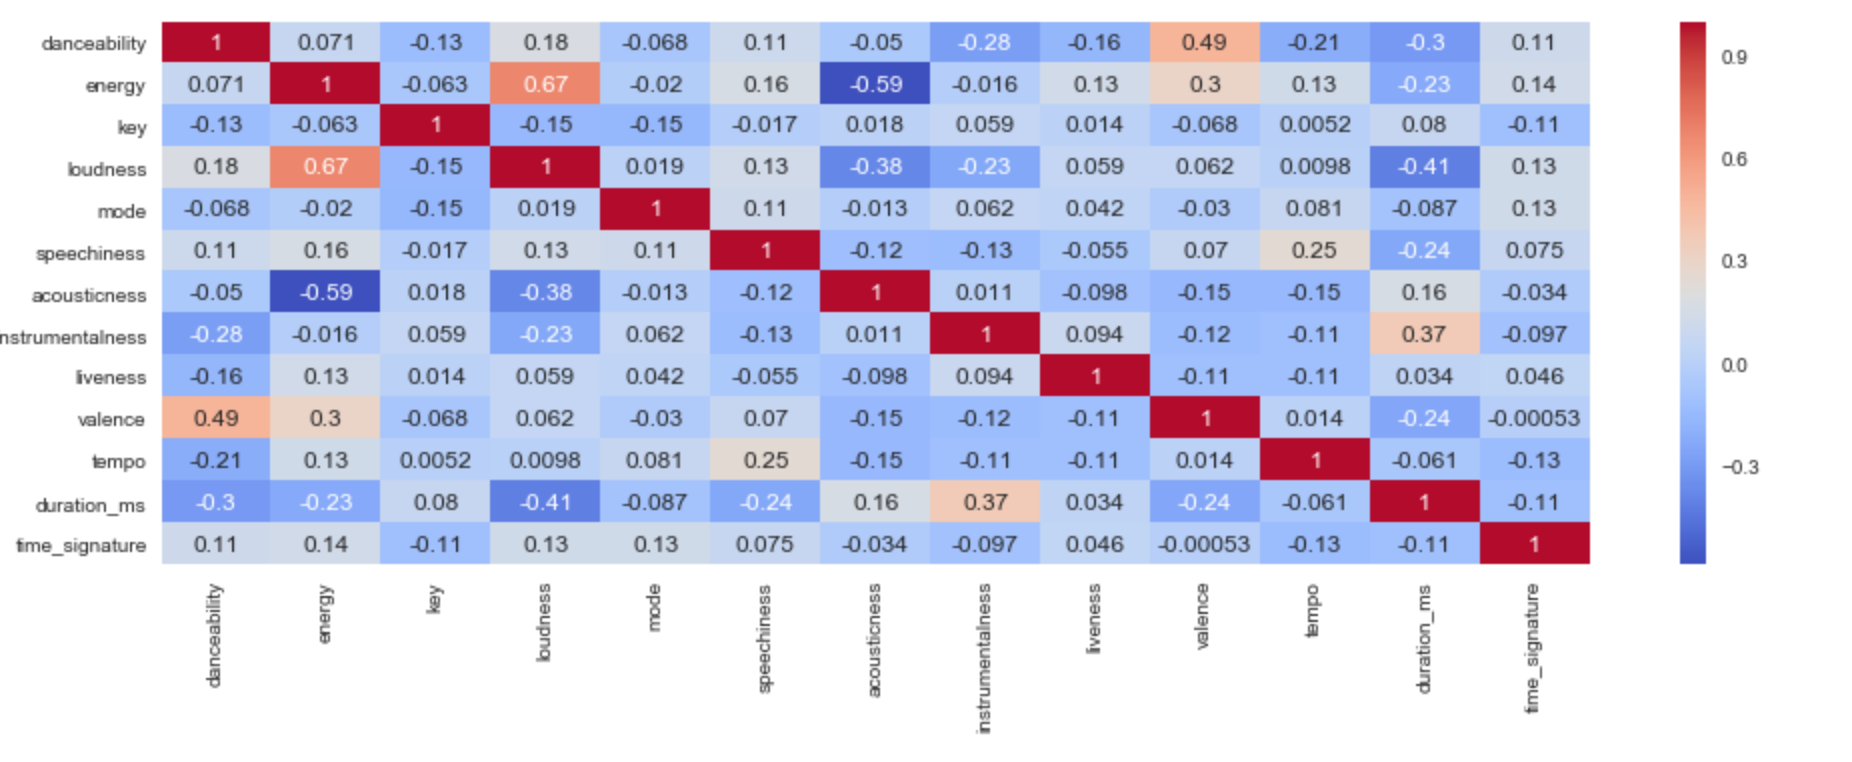 danceability 1 0.071 -0.13 0.18 -0.068 0.11 -0.05 -0.28 -0.16 0.49 -0.21 -0.3 0.11
0.9
energy 0.071 1 -0.063 0.67 -0.02 0.16 -0.59 -0.016 0.13 0.3 0.13 -0.23 0.14
key -0.13 -0.063 1 -0.15 -0.15 -0.017 0.018 0.059 0.014 -0.068 0.0052 0.08 -0.11
loudness 0.18 0.67 -0.15 1 0.019 0.13 -0.38 -0.23 0.059 0.062 0.0098 -0.41 0.13
0.6
mode -0.068 -0.02 -0.15 0.019 1 0.11 -0.013 0.062 0.042 -0.03 0.081 -0.087 0.13
speechiness 0.11 0.16 -0.017 0.13 0.11 1 -0.12 -0.13 -0.055 0.07 0.25 -0.24 0.075
0.3
acousticness -0.05 -0.59 0.018 -0.38 -0.013 -0.12 1 0.011 -0.098 -0.15 -0.15 0.16 -0.034
nstrumentalness -0.28 -0.016 0.059 -0.23 0.062 -0.13 0.011 1 0.094 -0.12 -0.11 0.37 -0.097
0.0
liveness -0.16 0.13 0.014 0.059 0.042 -0.055 -0.098 0.094 1 -0.11 -0.11 0.034 0.046
valence 0.49 0.3 -0.068 0.062 -0.03 0.07 -0.15 -0.12 -0.11 1 0.014 -0.24 -0.00053
tempo -0.21 0.13 0.0052 0.0098 0.081 0.25 -0.15 -0.11 -0.11 0.014 1 -0.061 -0.13
-0.3
duration_ms -0.3 -0.23 0.08 -0.41 -0.087 -0.24 0.16 0.37 0.034 -0.24 -0.061 1 -0.11
time_signature 0.11 0.14 -0.11 0.13 0.13 0.075 -0.034 -0.097 0.046 -0.00053 -0.13 -0.11 1
danceability
energy
key
loudness
mode
speechiness
acousticness
instrumentalness
liveness
valence
tempo
duration_ms
time_signature